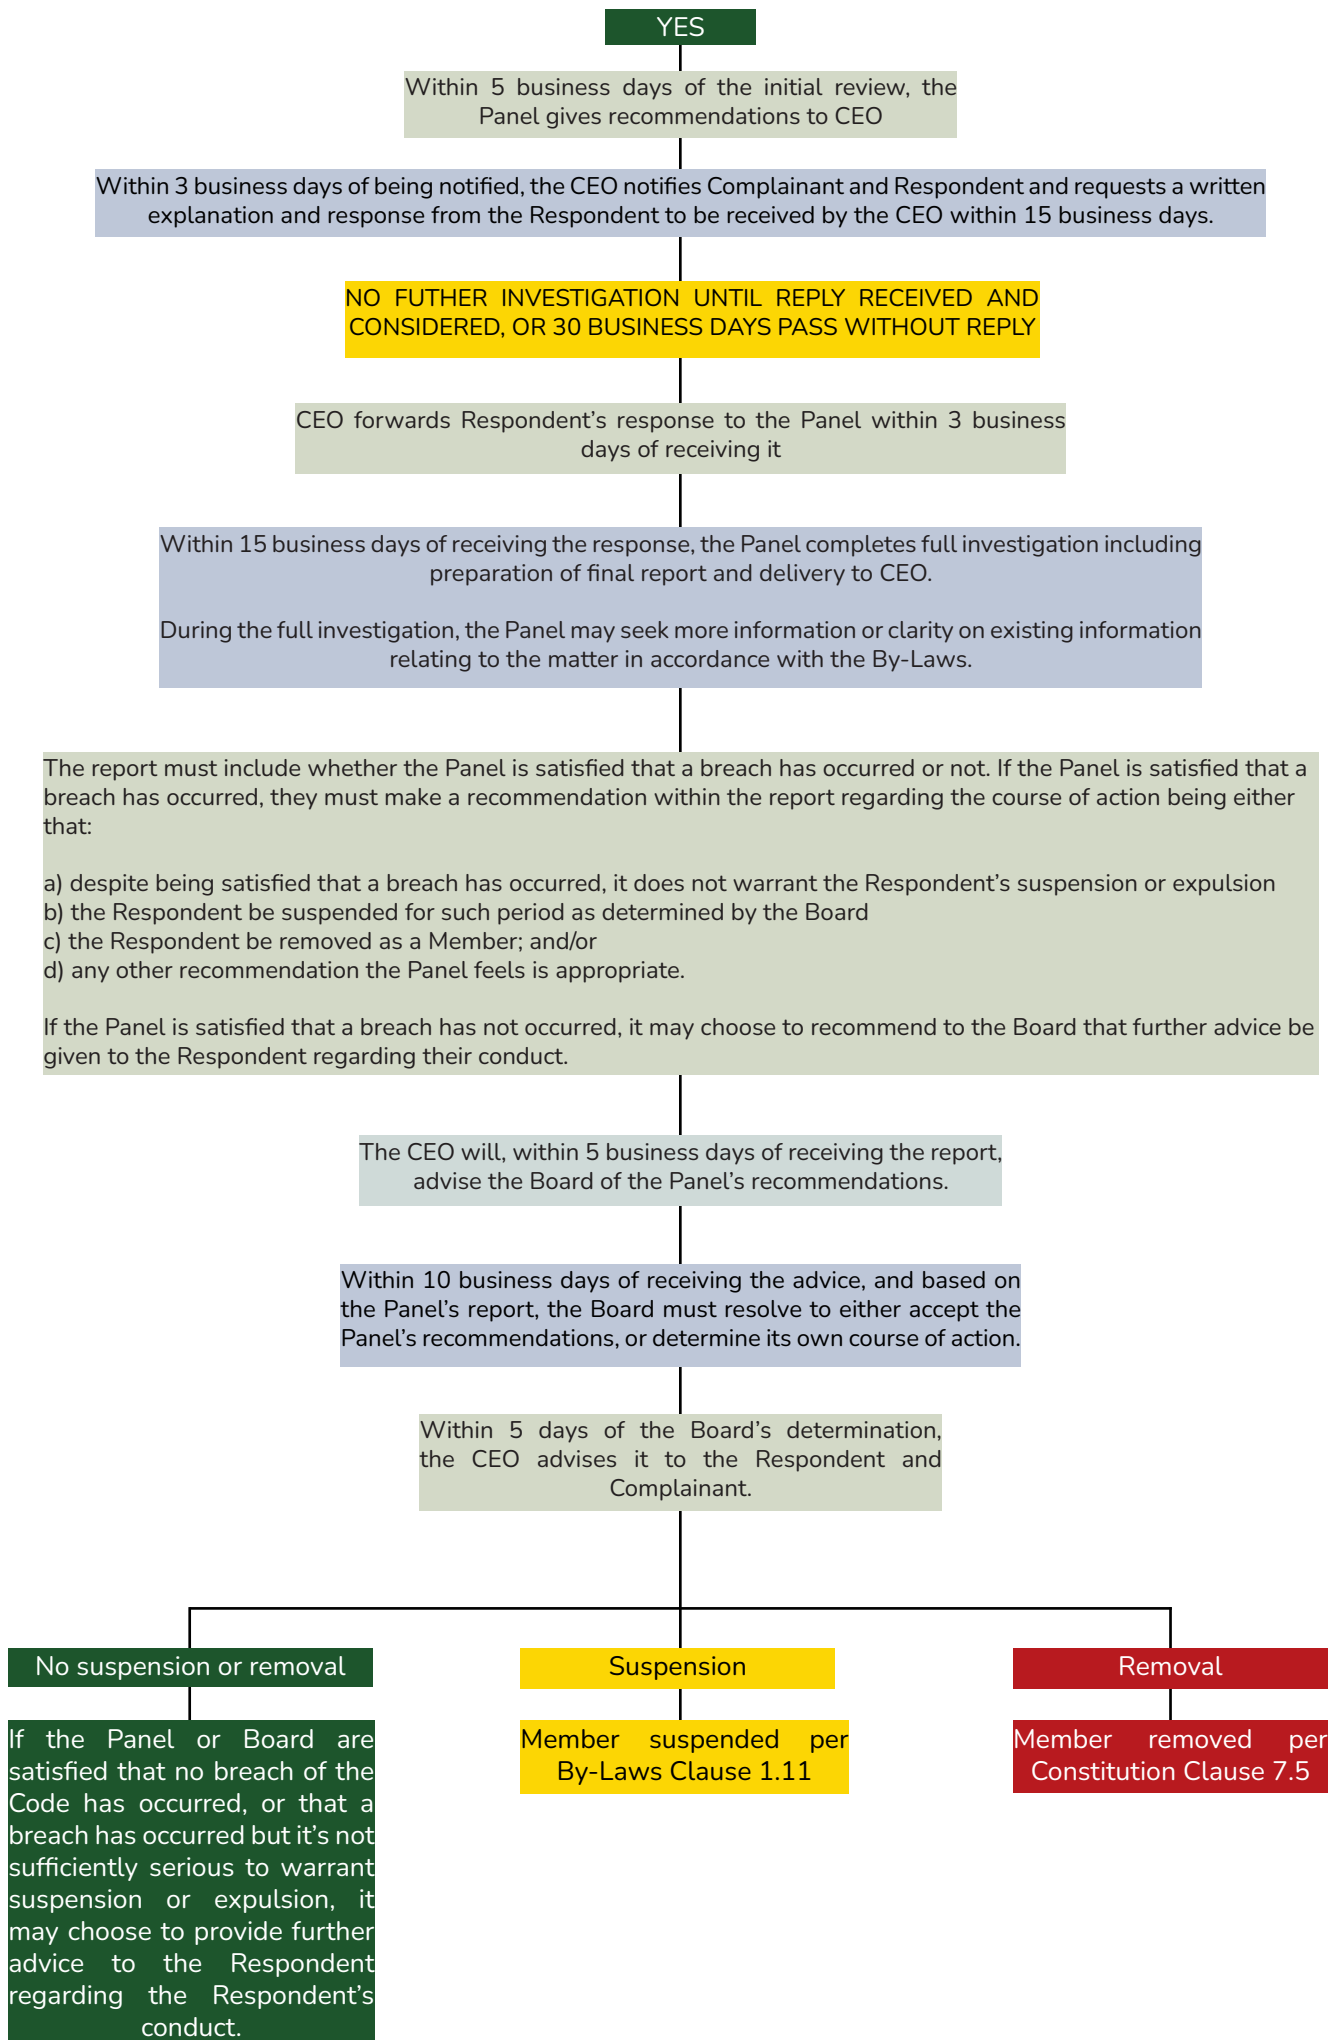 YES
Within 5 business days of the initial review, the
Panel gives recommendations to CEO
Within 3 business days of being notified, the CEO notifies Complainant and Respondent and requests a written
explanation and response from the Respondent to be received by the CEO within 15 business days.
NO FUTHER INVESTIGATION UNTIL REPLY RECEIVED AND
CONSIDERED, OR 30 BUSINESS DAYS PASS WITHOUT REPLY
CEO forwards Respondent’s response to the Panel within 3 business
days of receiving it
Within 15 business days of receiving the response, the Panel completes full investigation including
preparation of final report and delivery to CEO.
During the full investigation, the Panel may seek more information or clarity on existing information
relating to the matter in accordance with the By-Laws.
The report must include whether the Panel is satisfied that a breach has occurred or not. If the Panel is satisfied that a
breach has occurred, they must make a recommendation within the report regarding the course of action being either
that:
a) despite being satisfied that a breach has occurred, it does not warrant the Respondent’s suspension or expulsion
b) the Respondent be suspended for such period as determined by the Board
c) the Respondent be removed as a Member; and/or
d) any other recommendation the Panel feels is appropriate.
If the Panel is satisfied that a breach has not occurred, it may choose to recommend to the Board that further advice be
given to the Respondent regarding their conduct.
The CEO will, within 5 business days of receiving the report,
advise the Board of the Panel’s recommendations.
Within 10 business days of receiving the advice, and based on
the Panel’s report, the Board must resolve to either accept the
Panel’s recommendations, or determine its own course of action.
Within 5 days of the Board’s determination,
the CEO advises it to the Respondent and
Complainant.
No suspension or removal
If the Panel or Board are
satisfied that no breach of the
Code has occurred, or that a
breach has occurred but it’s not
sufficiently serious to warrant
suspension or expulsion, it
may choose to provide further
advice to the Respondent
regarding the Respondent’s
conduct.
Suspension
Member suspended per
By-Laws Clause 1.11
Removal
Member removed per
Constitution Clause 7.5